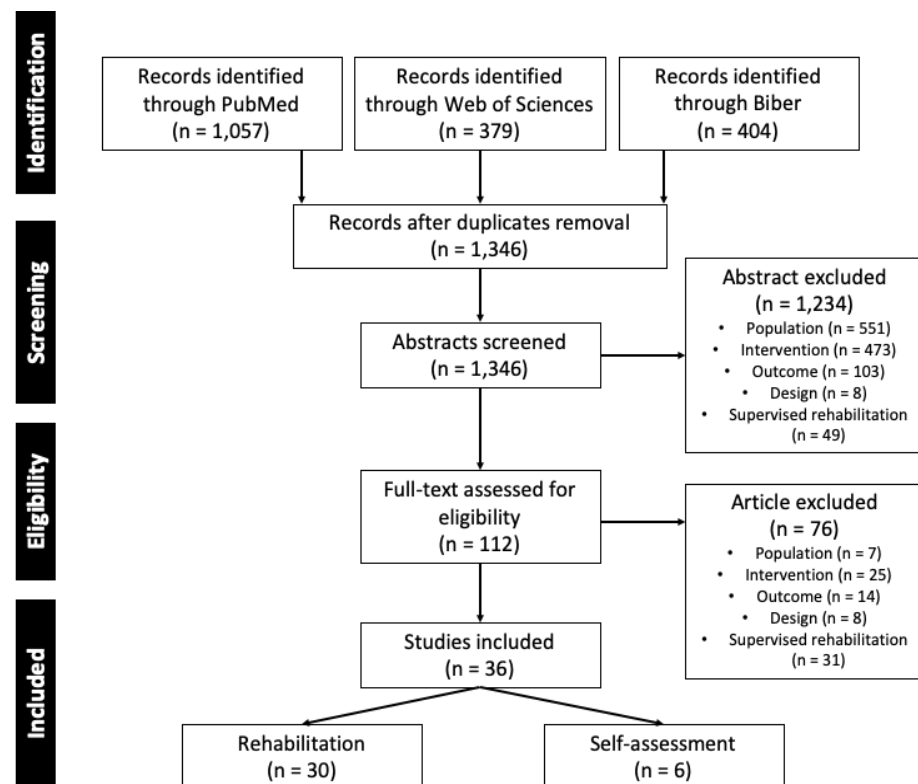 Identification
Records identified
through PubMed
(n = 1,057)
Records identified
through Web of Sciences
(n = 379)
Records identified
through Biber
(n = 404)
Records after duplicates removal
(n = 1,346)
Screening
Abstracts screened
(n = 1,346)
Abstract excluded
(n = 1,234)
• Population (n = 551)
• Intervention (n = 473)
• Outcome (n = 103)
• Design (n = 8)
• Supervised rehabilitation
(n = 49)
Eligibility
Full-text assessed for
eligibility
(n = 112)
Article excluded
(n = 76)
• Population (n = 7)
• Intervention (n = 25)
• Outcome (n = 14)
• Design (n = 8)
• Supervised rehabilitation
(n = 31)
Included
Studies included
(n = 36)
Rehabilitation
(n = 30)
Self-assessment
(n = 6)